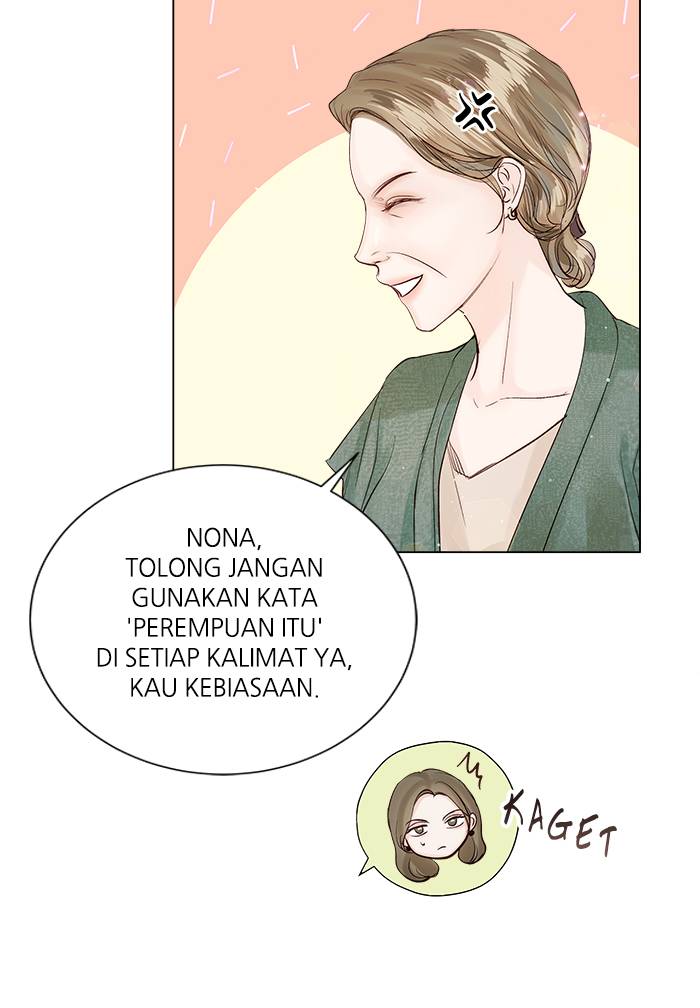 NONA,
TOLONG JANGAN
GUNAKAN KATA
'PEREMPUAN ITU'
DI SETIAP KALIMAT YA,
KAU KEBIASAAN.
KAGET